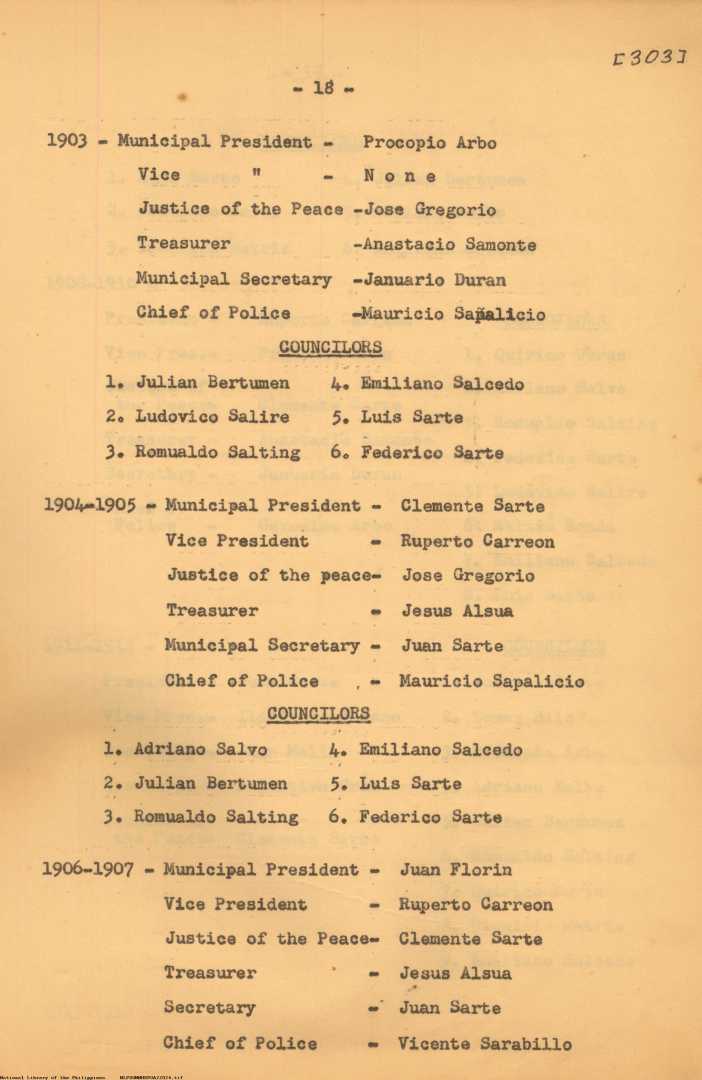 [303]
- 18 -
1903 - Municipal President - Procopio Arbo
Vice " - N o n e
Justice of the Peace -Jose Gregorio
Treasurer -Anastacio Samonte
Municipal Secretary -Januario Duran
Chief of Police -Mauricio Sapalicio
COUNCILORS
1. Julian Bertumen 4. Emiliano Salcedo
2. Ludovico Salire 5. Luis Sarte
3. Romualdo Salting 6. Federico Sarte
1904-1905 - Municipal President - Clemente Sarte
Vice President - Ruperto Carreon
Justice of the peace- Jose Gregorio
Treasurer - Jesus Alsua
Municipal Secretary - Juan Sarte
Chief of Police - Mauricio Sapalicio
COUNCILORS
1. Adriano Salvo 4. Emiliano Salcedo
2. Julian Bertumen 5. Luis Sarte
3. Romualdo Salting 6. Federico Sarte
1906-1907 - Municipal President - Juan Florin
Vice President - Ruperto Carreon
Justice of the Peace- Clemente Sarte
Treasurer - Jesus Alsua
Secretary - Juan Sarte
Chief of Police - Vicente Sarabillo
National Library of the Philippines